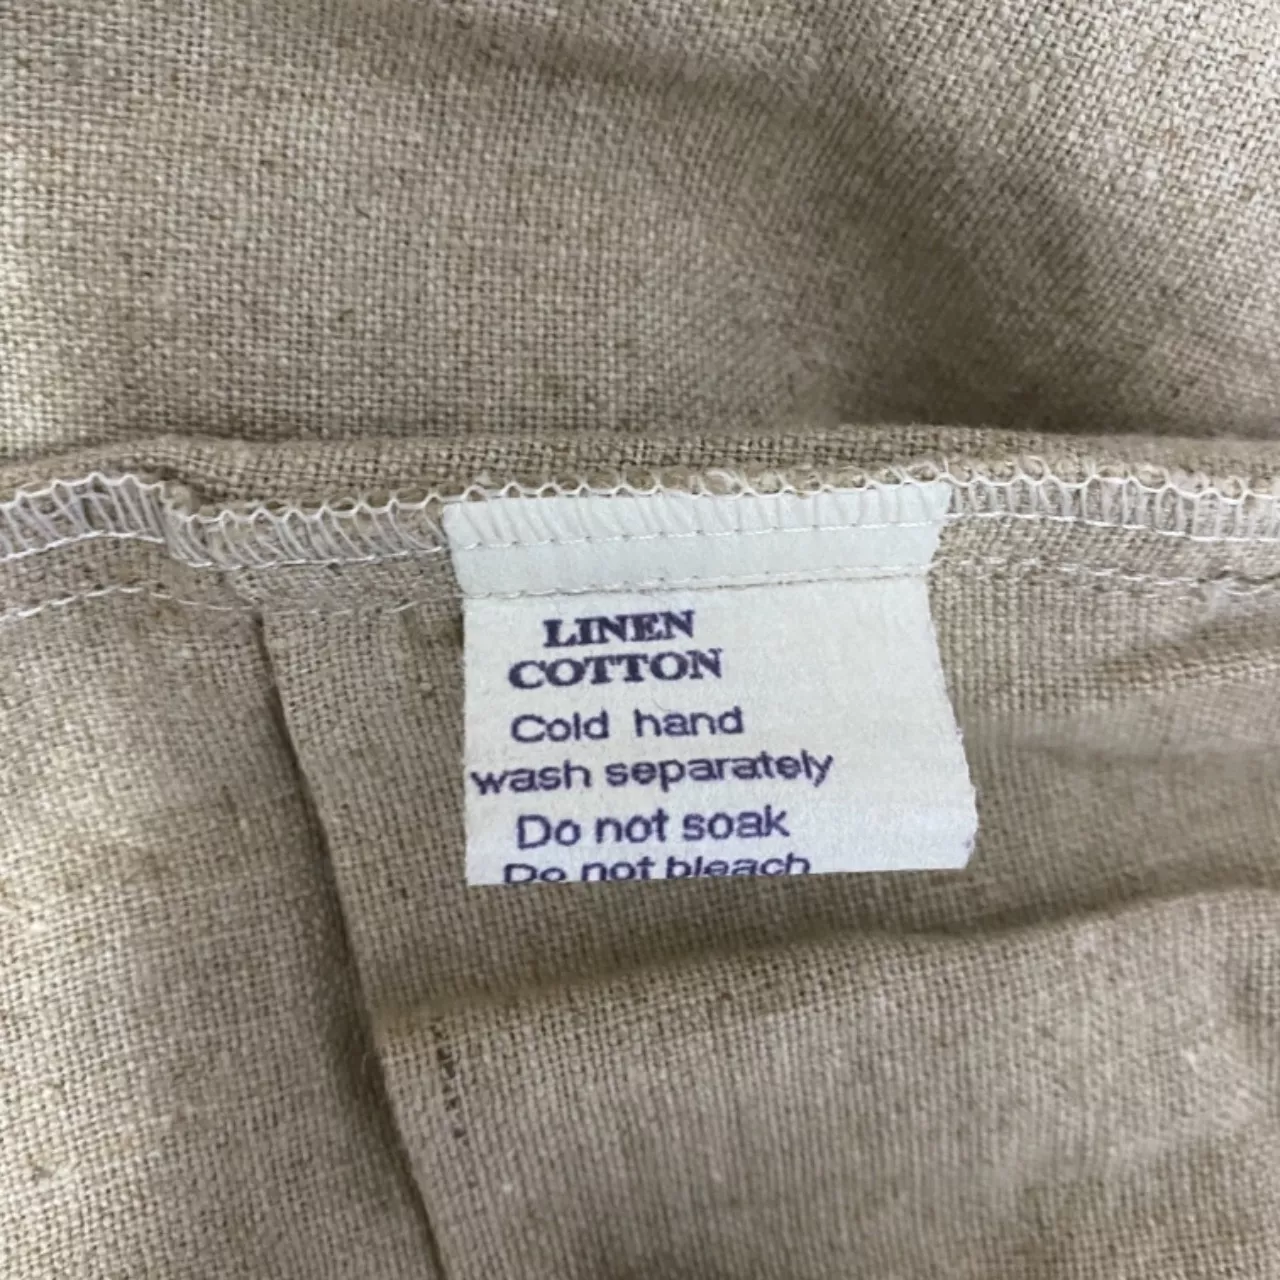 LINEN
COTTON
Cold hand
wash separately
Do not soak
Do not bleach